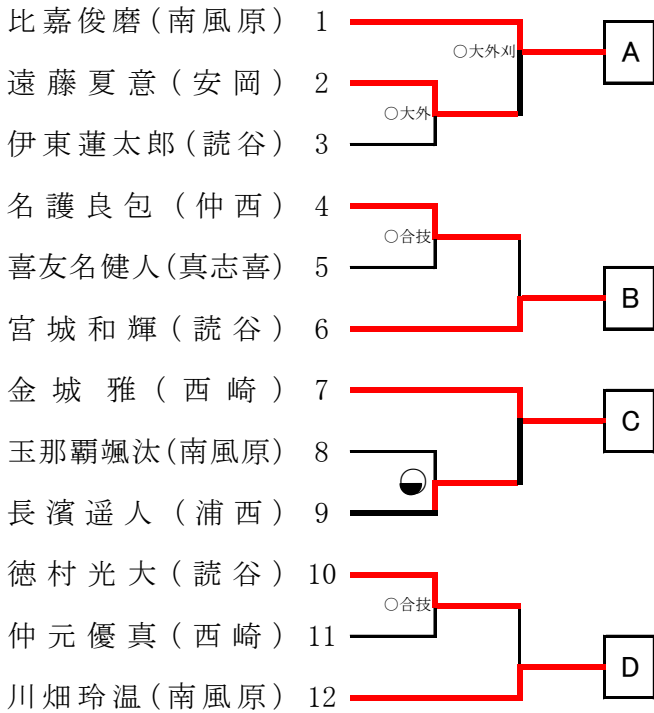 比嘉俊磨(南風原) 1
○大外刈
A
遠藤夏意(安岡) 2
○大外
伊東蓮太郎(読谷) 3
名護良包(仲西) 4
○合技
喜友名健人(真志喜) 5
B
宮城和輝(読谷) 6
金城 雅(西崎) 7
C
玉那覇颯汰(南風原) 8
長濱遥人(浦西) 9
徳村光大(読谷) 10
○合技
仲元優真(西崎) 11
D
川畑玲温(南風原) 12